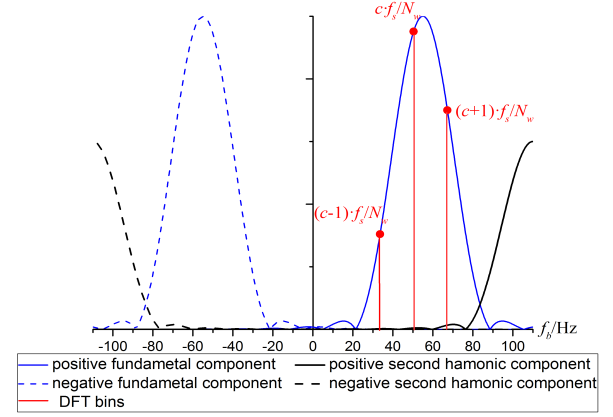 c·fs/Nw
(c+1)·fs/Nw
(c-1)·fs/Nw
-100 -80 -60 -40 -20 0 20 40 60 80 100 fb/Hz
positive fundametal component positive second hamonic component
negative fundametal component negative second hamonic component
DFT bins